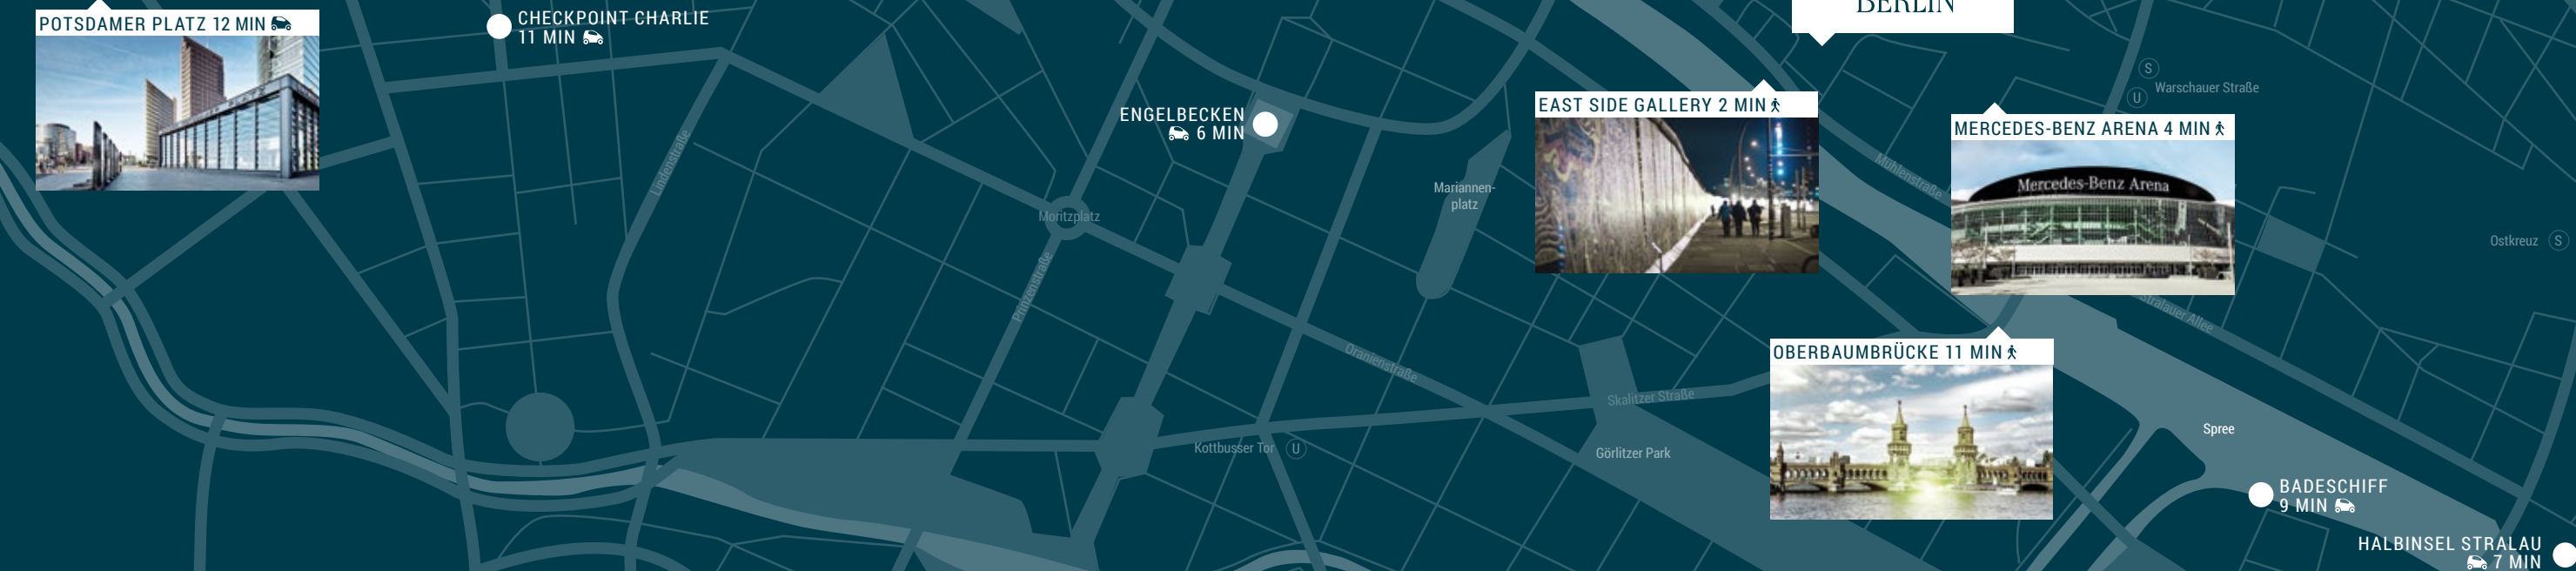 BERLIN
POTSDAMER PLATZ 12 MIN
CHECKPOINT CHARLIE
11 MIN
ENGELBECKEN
6 MIN
EAST SIDE GALLERY 2 MIN
MERCEDES-BENZ ARENA 4 MIN
Mercedes-Benz Arena
S
U
Warschauer Straße
Mühlenstraße
Lindenstraße
Mariannen-
platz
Moritzplatz
Ostkreuz S
Prinzenstraße
Stralauer Allee
Oranienstraße
OBERBAUMBRÜCKE 11 MIN
Skalitzer Straße
Spree
Kottbusser Tor U
Görlitzer Park
BADESCHIFF
9 MIN
HALBINSEL STRALAU
7 MIN